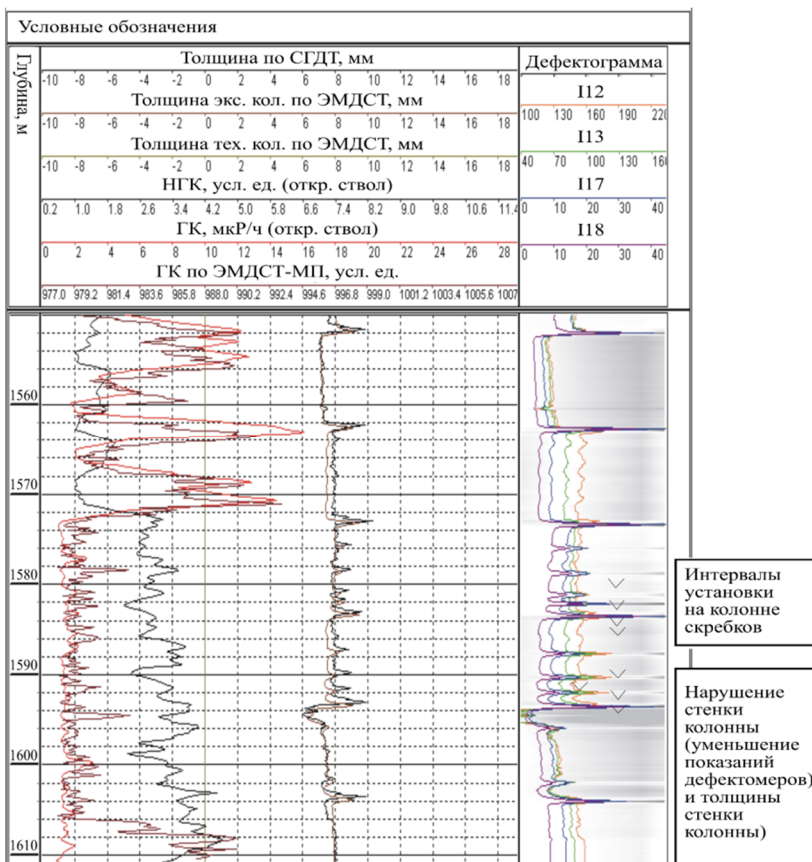 Условные обозначения
Глубина, м
Толщина по СГДТ, мм
-10 -8 -6 -4 -2 0 2 4 6 8 10 12 14 16 18
Толщина экс. кол. по ЭМДСТ, мм
-10 -8 -6 -4 -2 0 2 4 6 8 10 12 14 16 18
Толщина тех. кол. по ЭМДСТ, мм
-10 -8 -6 -4 -2 0 2 4 6 8 10 12 14 16 18
НГК, усл. ед. (откр. ствол)
0.2 1.0 1.8 2.6 3.4 4.2 5.0 5.8 6.6 7.4 8.2 9.0 9.8 10.6 11.4
ГК, мкР/ч (откр. ствол)
0 2 4 6 8 10 12 14 16 18 20 22 24 26 28
ГК по ЭМДСТ-МП, усл. ед.
977.0 979.2 981.4 983.6 985.8 988.0 990.2 992.4 994.6 996.8 999.0 1001.2 1003.4 1005.6 1007
Дефектограмма
I12
100 130 160 190 220
I13
40 70 100 130 160
I17
0 10 20 30 40
I18
0 10 20 30 40
1560
1570
1580
1590
1600
1610
Интервалы
установки
на колонне
скребков
Нарушение
стенки
колонны
(уменьшение
показаний
дефектомеров)
и толщины
стенки
колонны)